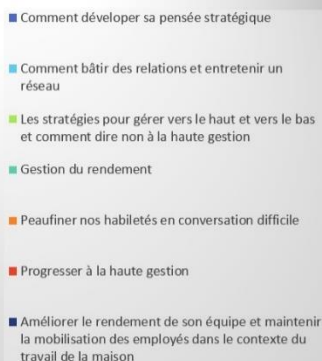 Comment développer sa pensée stratégique
Comment bâtir des relations et entretenir un
réseau
Les stratégies pour gérer vers le haut et vers le bas
et comment dire non à la haute gestion
Gestion du rendement
Peaufiner nos habiletés en conversation difficile
Progresser à la haute gestion
Améliorer le rendement de son équipe et maintenir
la mobilisation des employés dans le contexte du
travail de la maison